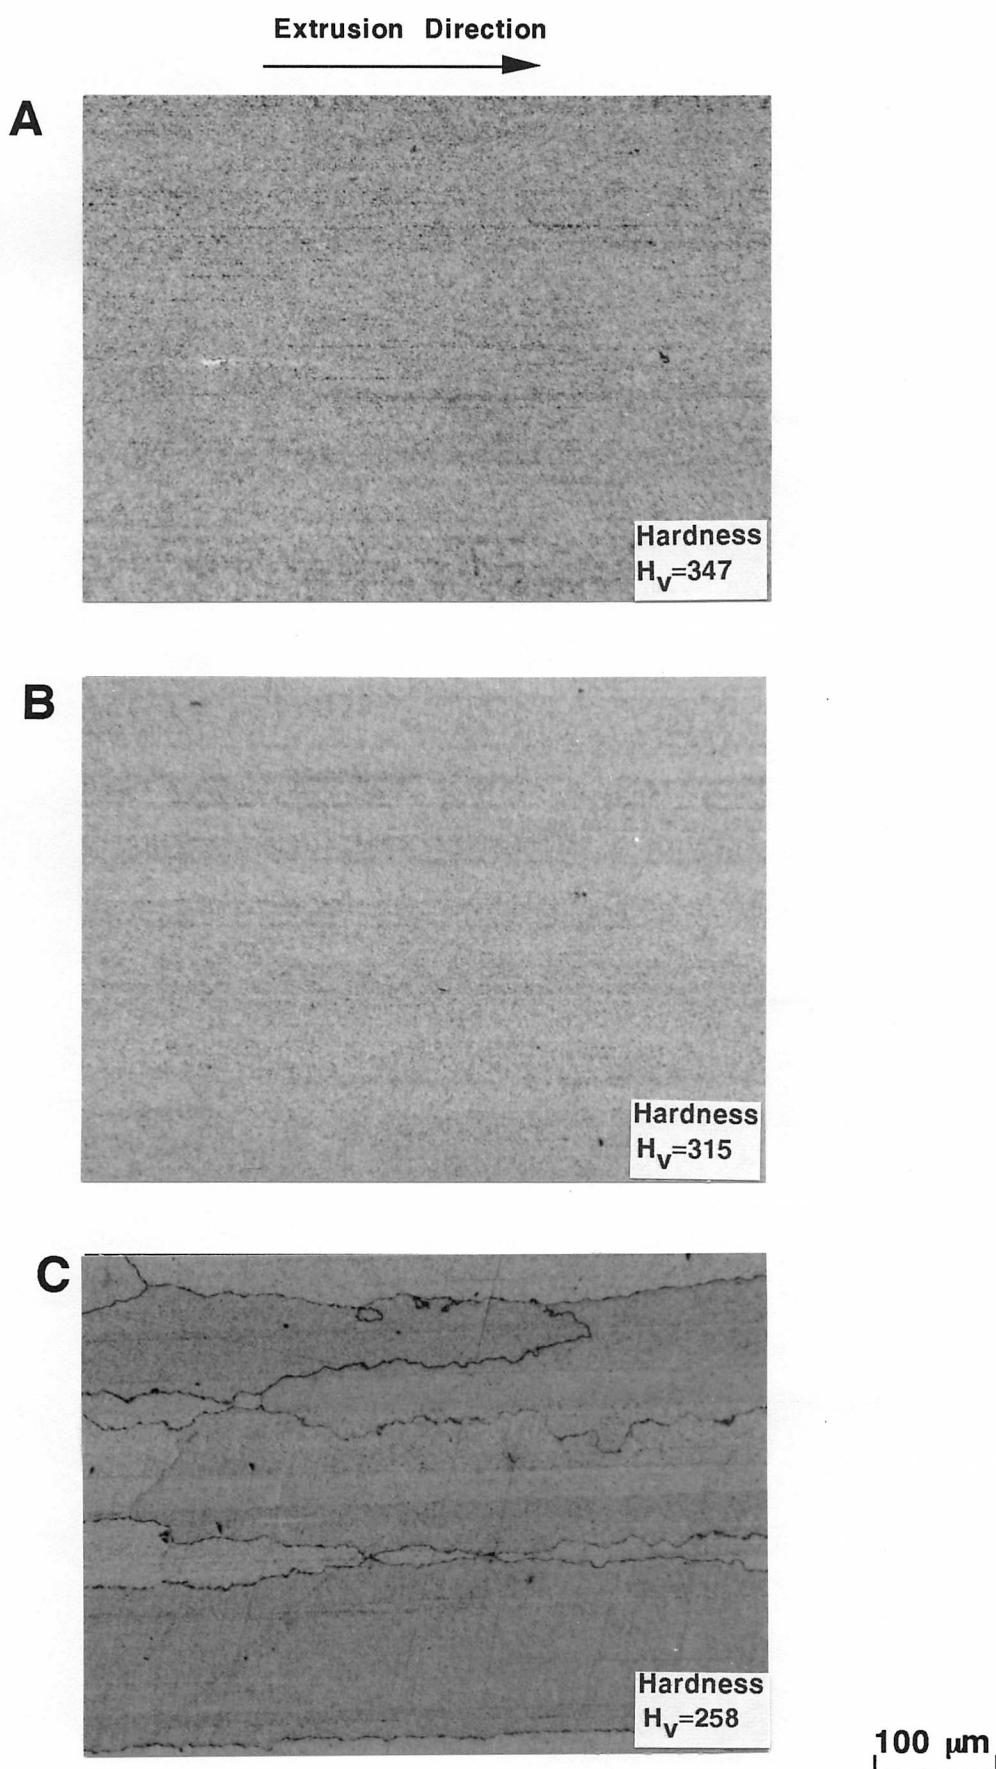 Extrusion Direction
A
Hardness
HV=347
B
Hardness
HV=315
C
Hardness
HV=258
100 μm